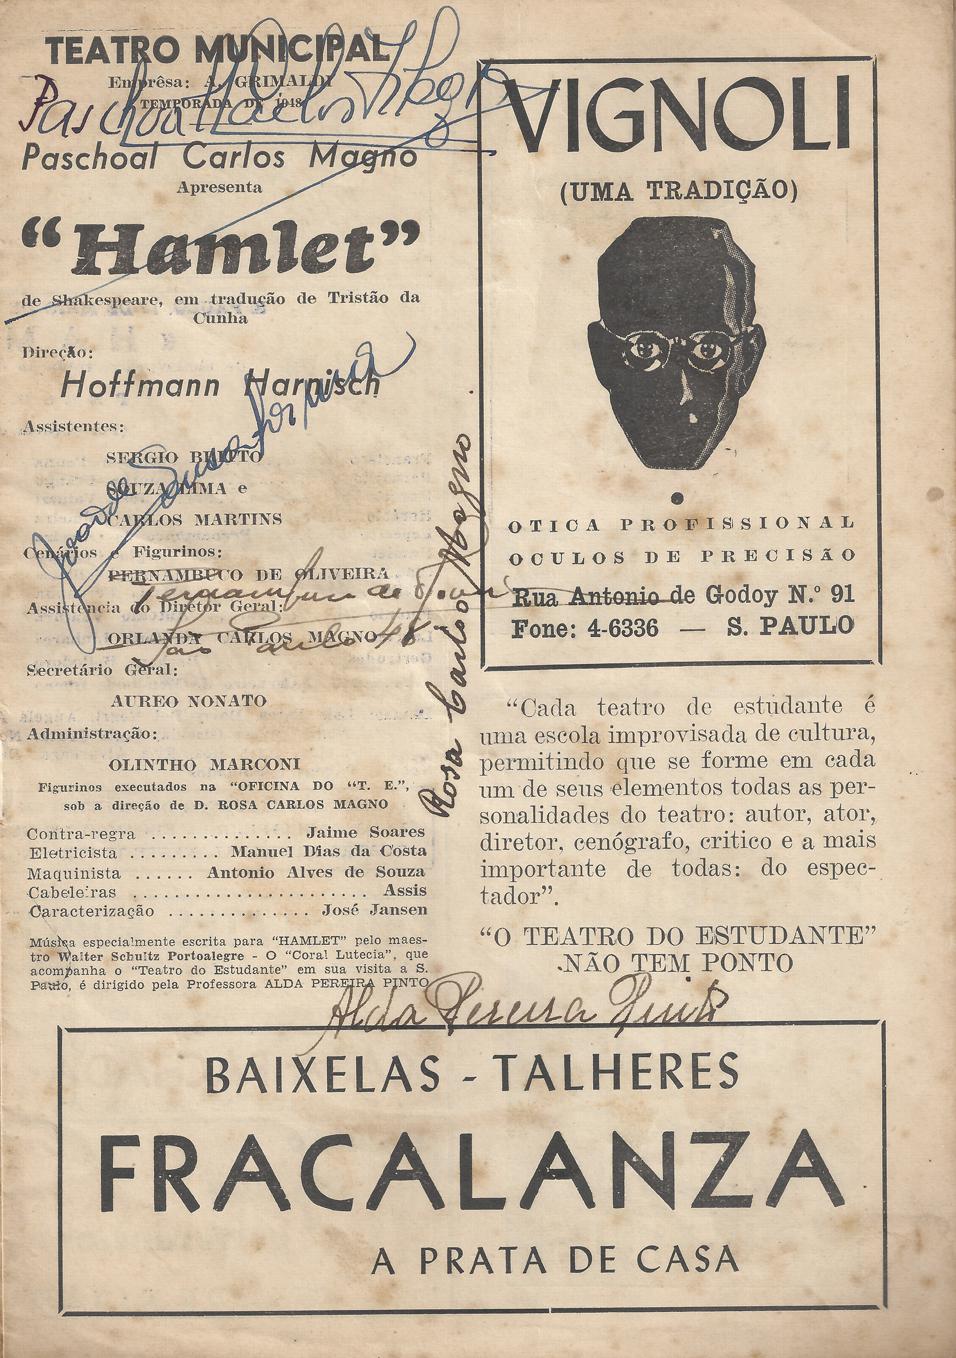 TEATRO MUNICIPAL
Emprêsa: A. GRIMALDI
TEMPORADA DE 1948
Paschoal Carlos Magno
Paschoal Carlos Magno
Apresenta
“Hamlet”
de Shakespeare, em tradução de Tristão da
Cunha
Direção:
Hoffmann Harnisch
Assistentes:
SERGIO BRITTO
SOUZA LIMA e
CARLOS MARTINS
Cenários e Figurinos:
PERNAMBUCO DE OLIVEIRA
Pernambuco de Oliveira
Assistência do Diretor Geral:
ORLANDA CARLOS MAGNO
São Paulo 48
Secretário Geral:
AUREO NONATO
Administração:
OLINTHO MARCONI
Figurinos executados na “OFICINA DO “T. E.”,
sob a direção de D. ROSA CARLOS MAGNO
Contra-regra .............. Jaime Soares
Eletricista ......... Manuel Dias da Costa
Maquinista ...... Antonio Alves de Souza
Cabeleiras ........................ Assis
Caracterização .............. José Jansen
Música especialmente escrita para “HAMLET” pelo maes-
tro Walter Schultz Portoalegre - O “Coral Lutecia”, que
acompanha o “Teatro do Estudante” em sua visita a S.
Paulo, é dirigido pela Professora ALDA PEREIRA PINTO
Alda Pereira Pinto
Rosa Carlos Magno
VIGNOLI
(UMA TRADIÇÃO)
OTICA PROFISSIONAL
OCULOS DE PRECISÃO
Rua Antonio de Godoy N.º 91
Fone: 4-6336 — S. PAULO
“Cada teatro de estudante é
uma escola improvisada de cultura,
permitindo que se forme em cada
um de seus elementos todas as per-
sonalidades do teatro: autor, ator,
diretor, cenógrafo, critico e a mais
importante de todas: do espec-
tador”.
“O TEATRO DO ESTUDANTE”
NÃO TEM PONTO
BAIXELAS - TALHERES
FRACALANZA
A PRATA DE CASA